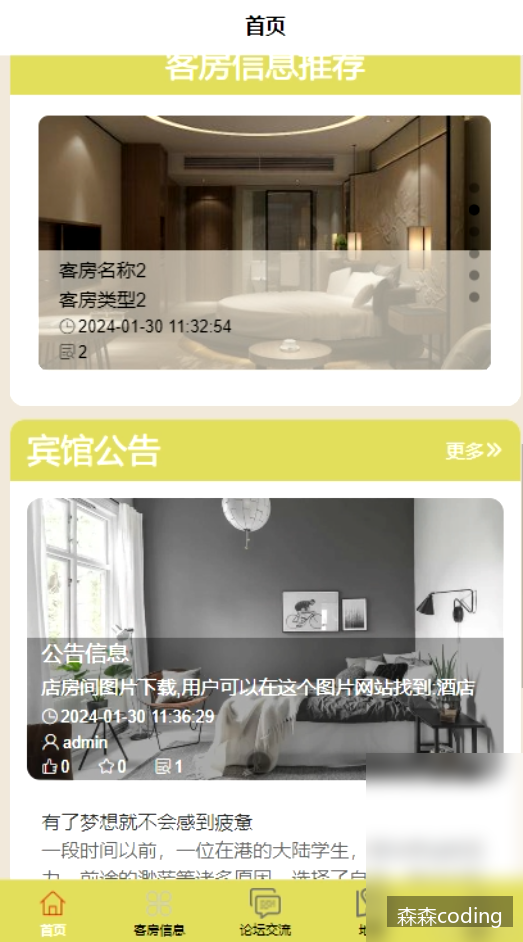 首页
客房信息推荐
客房名称2
客房类型2
2024-01-30 11:32:54
2
宾馆公告
更多
公告信息
店房间图片下载,用户可以在这个图片网站找到.酒店
2024-01-30 11:36:29
admin
0 0 1
有了梦想就不会感到疲惫
一段时间以前，一位在港的大陆学生，
力、前途的渺茫等诸多原因，选择了自
首页 客房信息 论坛交流
森森coding